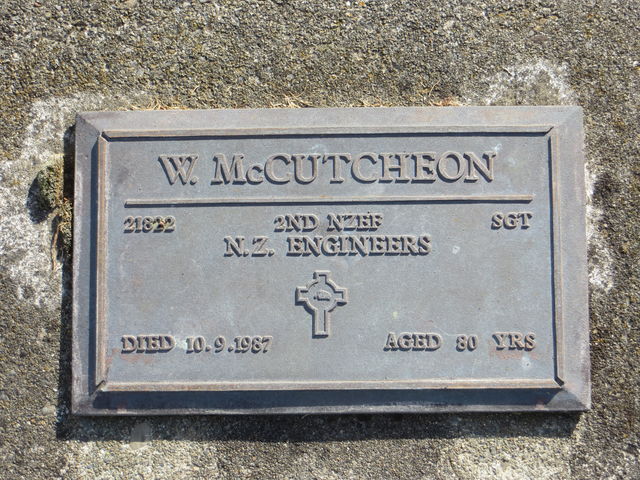 W. McCUTCHEON
21822 2ND NZEF SGT
N.Z. ENGINEERS
DIED 10.9.1987 AGED 80 YRS